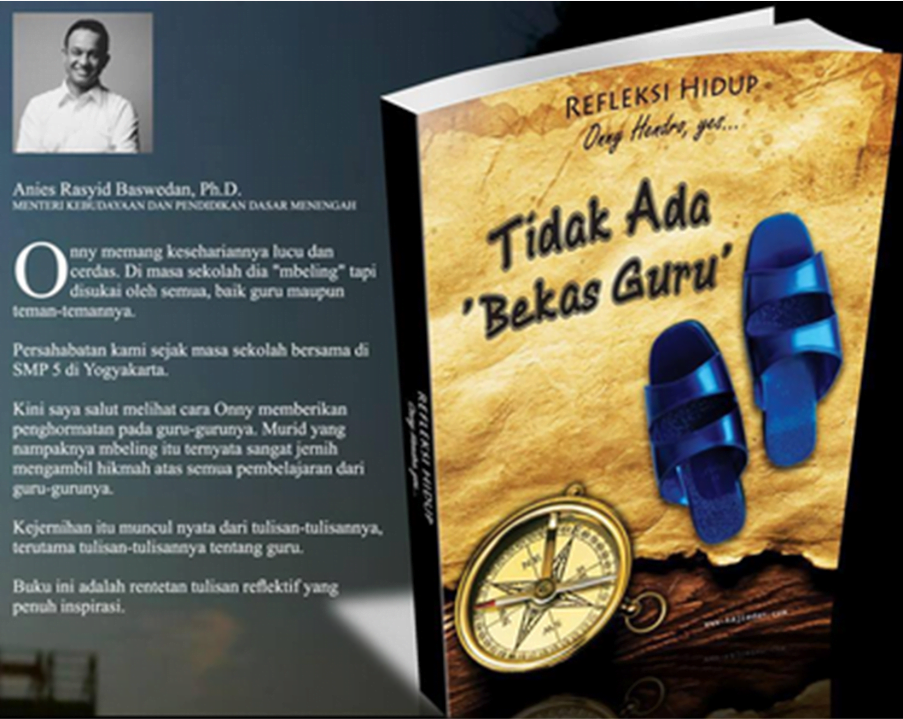 Anies Rasyid Baswedan, Ph.D.
MENTERI KEBUDAYAAN DAN PENDIDIKAN DASAR MENENGAH
Onny memang kesehariannya lucu dan
cerdas. Di masa sekolah dia "mbeling" tapi
disukai oleh semua, baik guru maupun
teman-temannya.
Persahabatan kami sejak masa sekolah bersama di
SMP 5 di Yogyakarta.
Kini saya salut melihat cara Onny memberikan
penghormatan pada guru-gurunya. Murid yang
nampaknya mbeling itu ternyata sangat jernih
mengambil hikmah atas semua pembelajaran dari
guru-gurunya.
Kejernihan itu muncul nyata dari tulisan-tulisannya,
terutama tulisan-tulisannya tentang guru.
Buku ini adalah rentetan tulisan reflektif yang
penuh inspirasi.
REFLEKSI HIDUP
Onny Hendro, yes...
Tidak Ada
'Bekas Guru'
REFLEKSI HIDUP